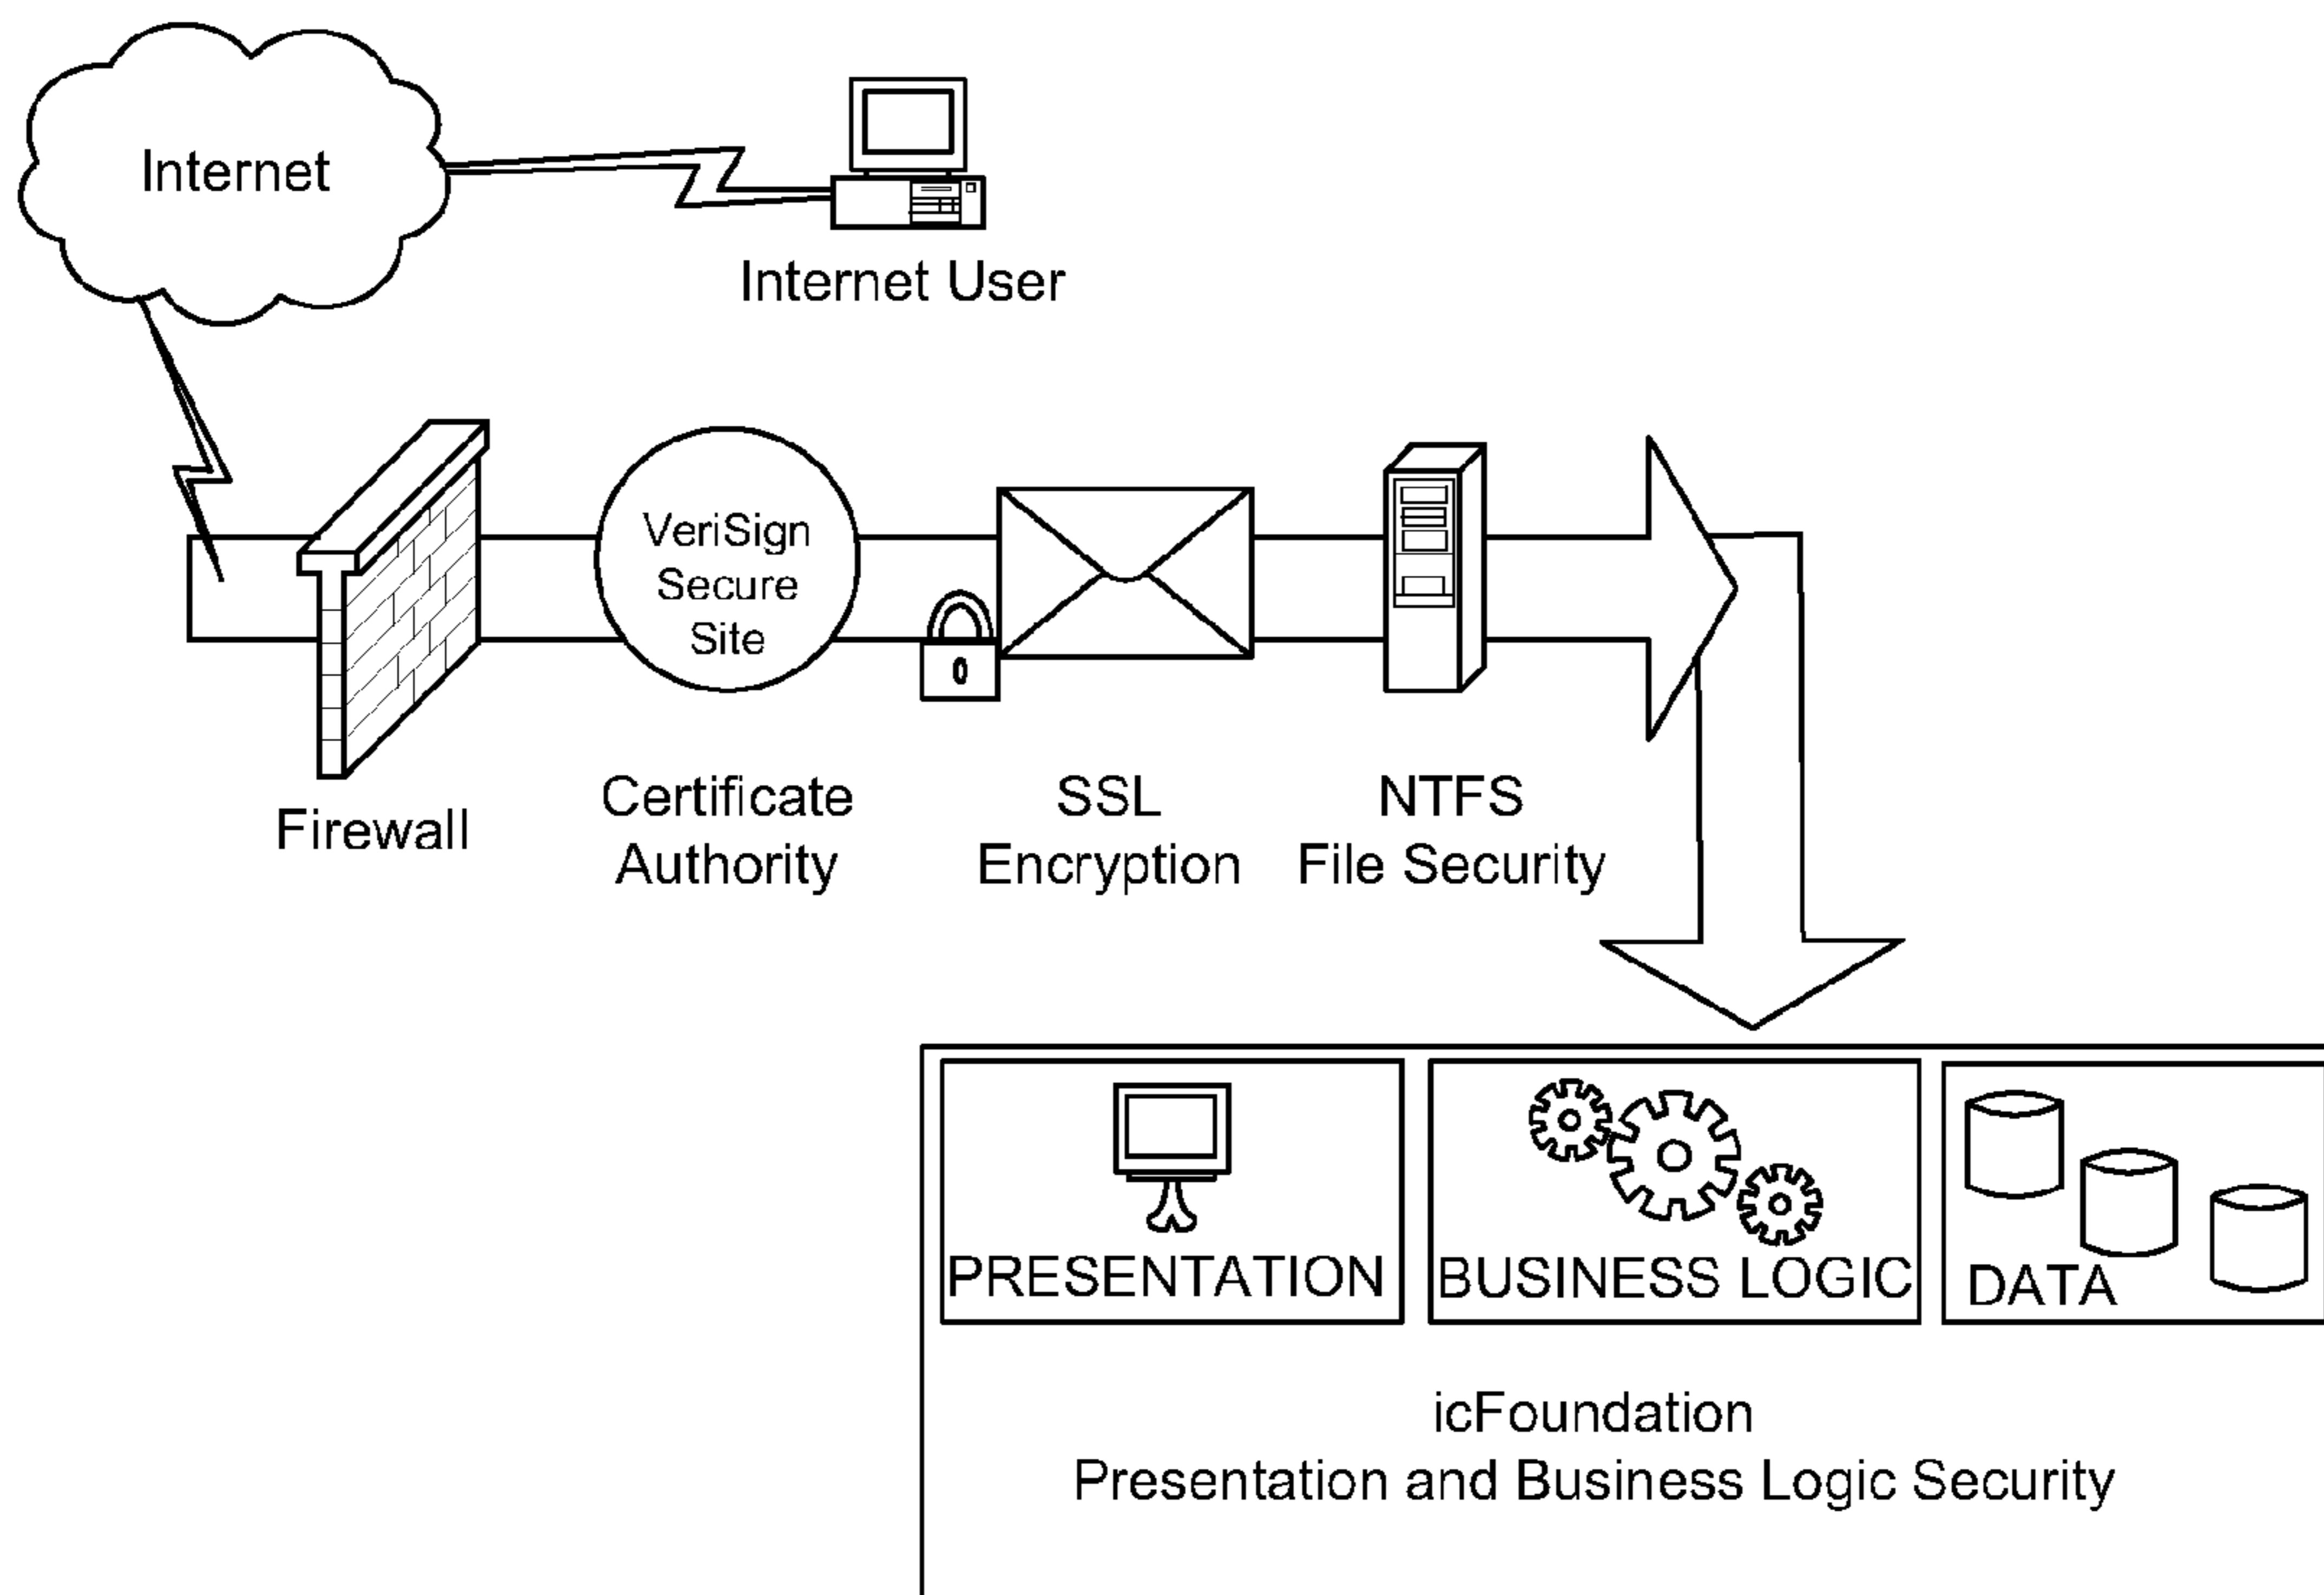 Internet
Internet User
VeriSign
Secure
Site
Firewall
Certificate
Authority
SSL
Encryption
NTFS
File Security
PRESENTATION
BUSINESS LOGIC
DATA
icFoundation
Presentation and Business Logic Security